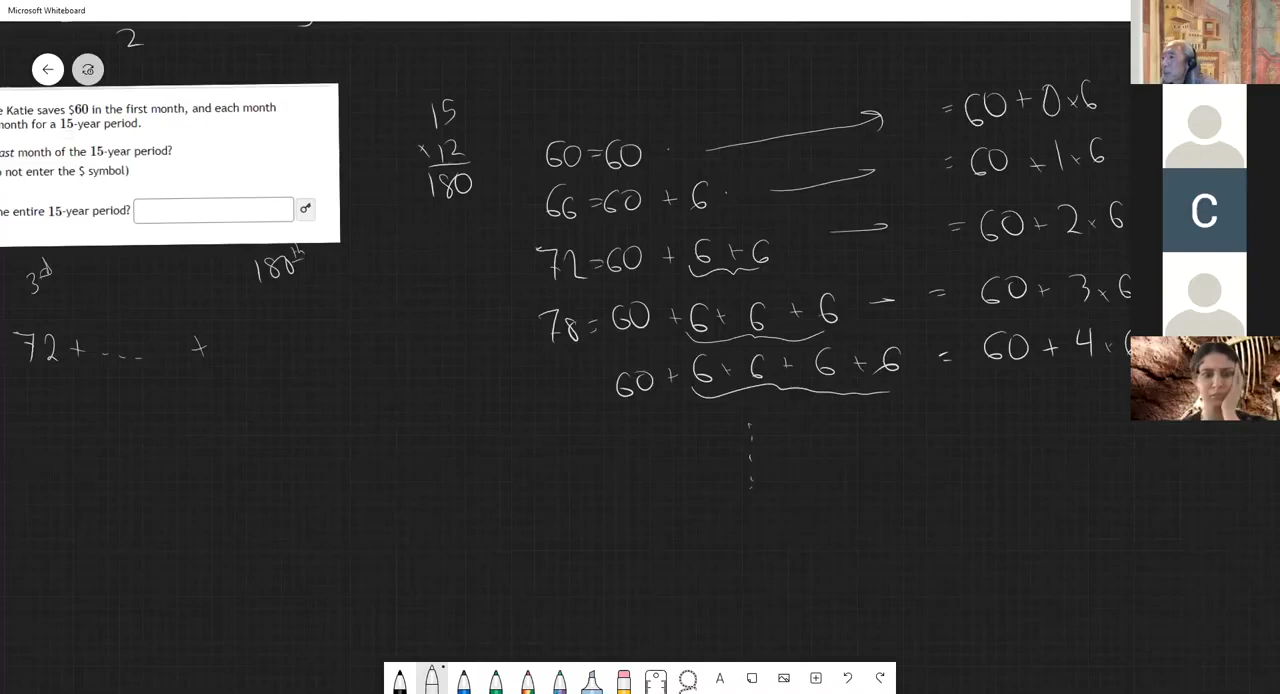 Microsoft Whiteboard
2
e Katie saves $60 in the first month, and each month
month for a 15-year period.
ast month of the 15-year period?
o not enter the $ symbol)
ne entire 15-year period?
3d
180th
72 + ... +
15
×12
180
60 = 60
= 60 + 0×6
66 = 60 + 6
= 60 + 1×6
72 = 60 + 6 + 6
= 60 + 2×6
78 = 60 + 6 + 6 + 6
= 60 + 3×6
60 + 6 + 6 + 6 + 6
= 60 + 4×6
C
A